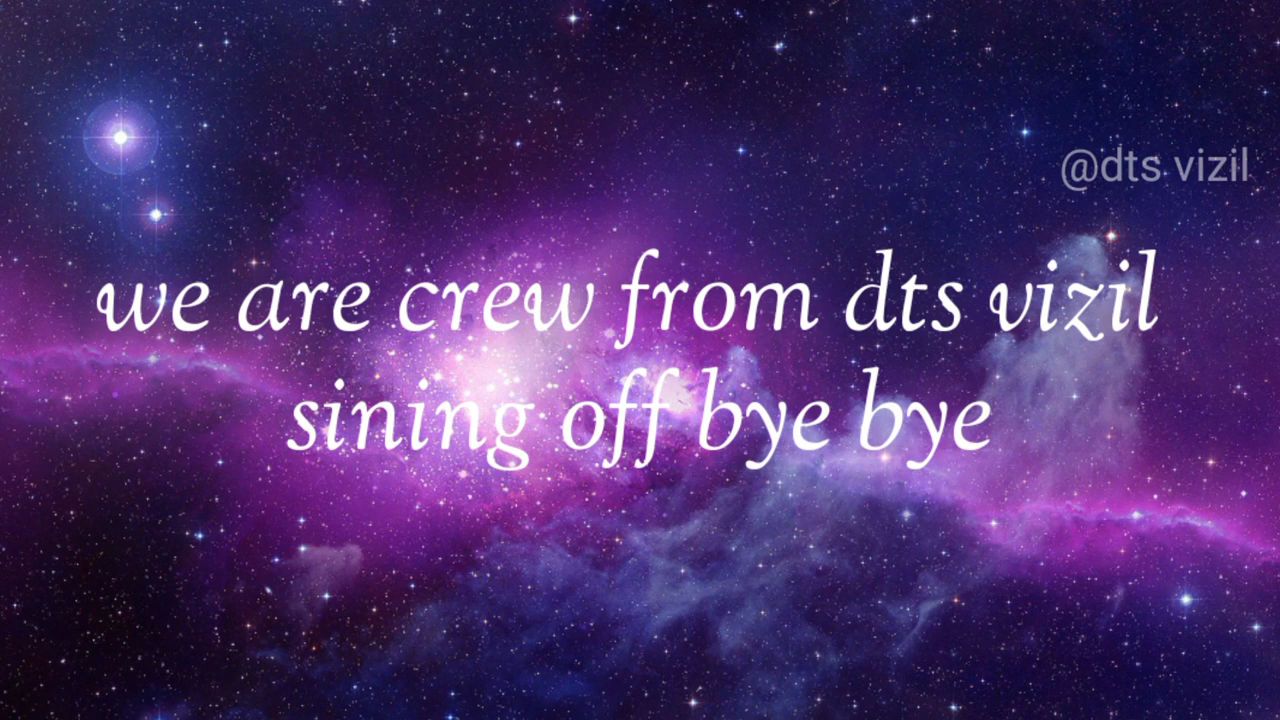 @dts vizil
we are crew from dts vizil
sining off bye bye